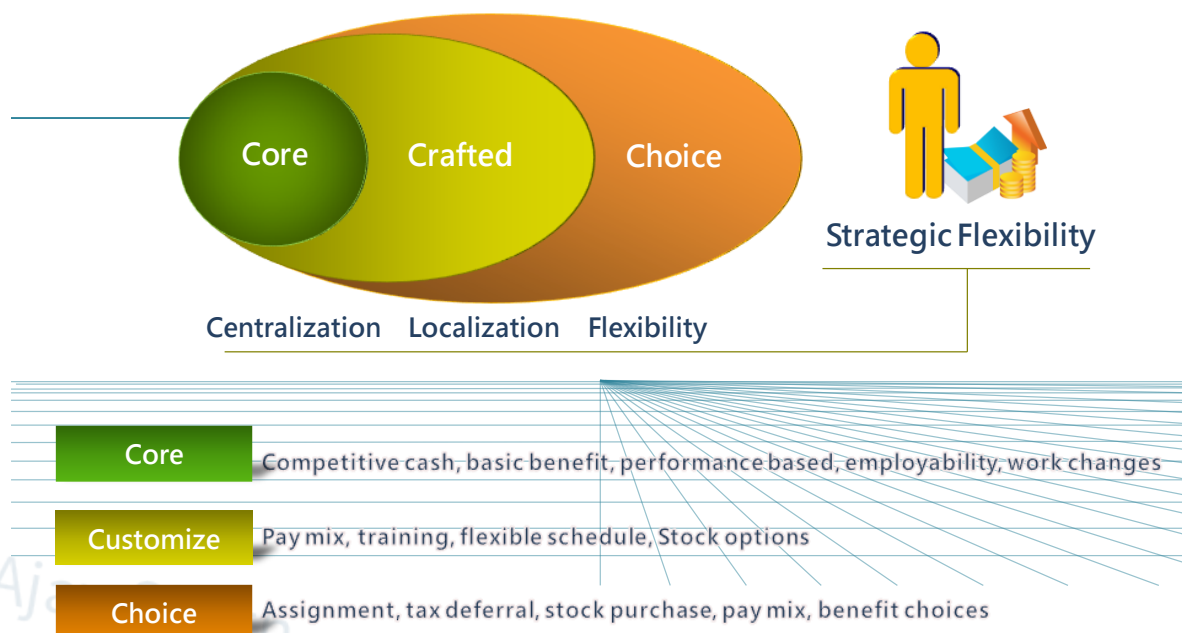 Core Crafted Choice
Strategic Flexibility
Centralization Localization Flexibility
Core Competitive cash, basic benefit, performance based, employability, work changes
Customize Pay mix, training, flexible schedule, Stock options
Choice Assignment, tax deferral, stock purchase, pay mix, benefit choices